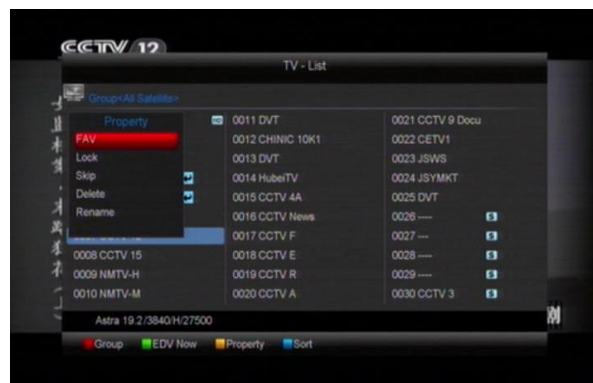 CCTV 12
TV - List
Group<All Satellite>
Property
FAV
Lock
Skip
Delete
Rename
0008 CCTV 15
0009 NMTV-H
0010 NMTV-M
HD
0011 DVT
0012 CHINIC 10K1
0013 DVT
0014 HubeiTV
0015 CCTV 4A
0016 CCTV News
0017 CCTV F
0018 CCTV E
0019 CCTV R
0020 CCTV A
0021 CCTV 9 Docu
0022 CETV1
0023 JSWS
0024 JSYMKT
0025 DVT
0026 ---- S
0027 ---- S
0028 ---- S
0029 ---- S
0030 CCTV 3 S
Astra 19.2/3840/H/27500
Group EDV Now Property Sort